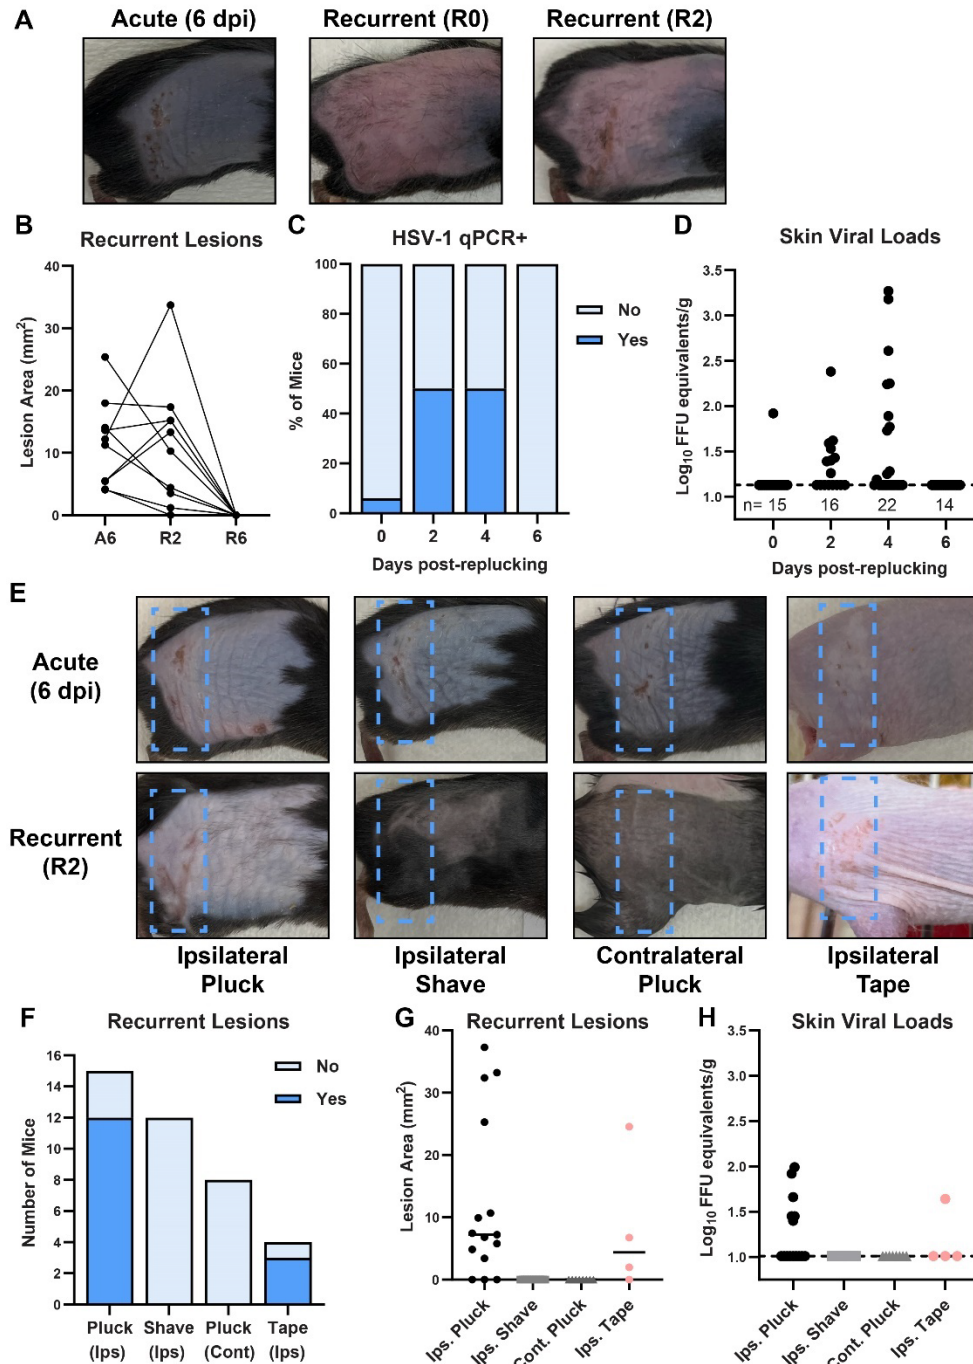 A
Acute (6 dpi)
Recurrent (R0)
Recurrent (R2)
B
Recurrent Lesions
Lesion Area (mm²)
40
30
20
10
0
A6
R2
R6
C
HSV-1 qPCR+
% of Mice
100
80
60
40
20
0
0
2
4
6
Days post-replucking
No
Yes
D
Skin Viral Loads
Log₁₀ FFU equivalents/g
3.5
3.0
2.5
2.0
1.5
1.0
n= 15
16
22
14
0
2
4
6
Days post-replucking
E
Acute
(6 dpi)
Recurrent
(R2)
Ipsilateral
Pluck
Ipsilateral
Shave
Contralateral
Pluck
Ipsilateral
Tape
F
Recurrent Lesions
Number of Mice
16
14
12
10
8
6
4
2
0
No
Yes
Pluck
(Ips)
Shave
(Ips)
Pluck
(Cont)
Tape
(Ips)
G
Recurrent Lesions
Lesion Area (mm²)
40
30
20
10
0
Ips. Pluck
Ips. Shave
Cont. Pluck
Ips. Tape
H
Skin Viral Loads
Log₁₀ FFU equivalents/g
3.5
3.0
2.5
2.0
1.5
1.0
Ips. Pluck
Ips. Shave
Cont. Pluck
Ips. Tape